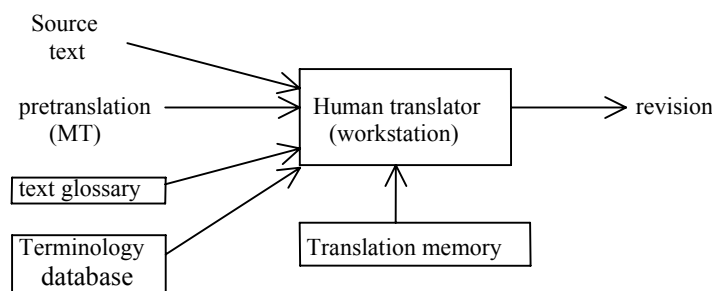 Source
text
pretranslation
(MT)
Human translator
(workstation)
revision
text glossary
Terminology
database
Translation memory